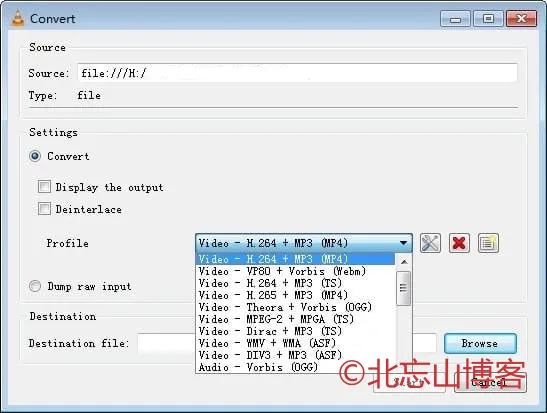 Convert
Source
Source: file:///H:/
Type: file
Settings
Convert
Display the output
Deinterlace
Profile
Video - H.264 + MP3 (MP4)
Video - H.264 + MP3 (MP4)
Video - VP80 + Vorbis (Webm)
Video - H.264 + MP3 (TS)
Video - H.265 + MP3 (MP4)
Video - Theora + Vorbis (OGG)
Video - MPEG-2 + MPGA (TS)
Video - Dirac + MP3 (TS)
Video - WMV + WMA (ASF)
Video - DIV3 + MP3 (ASF)
Audio - Vorbis (OGG)
Dump raw input
Destination
Destination file:
Browse
Cancel
©北忘山博客